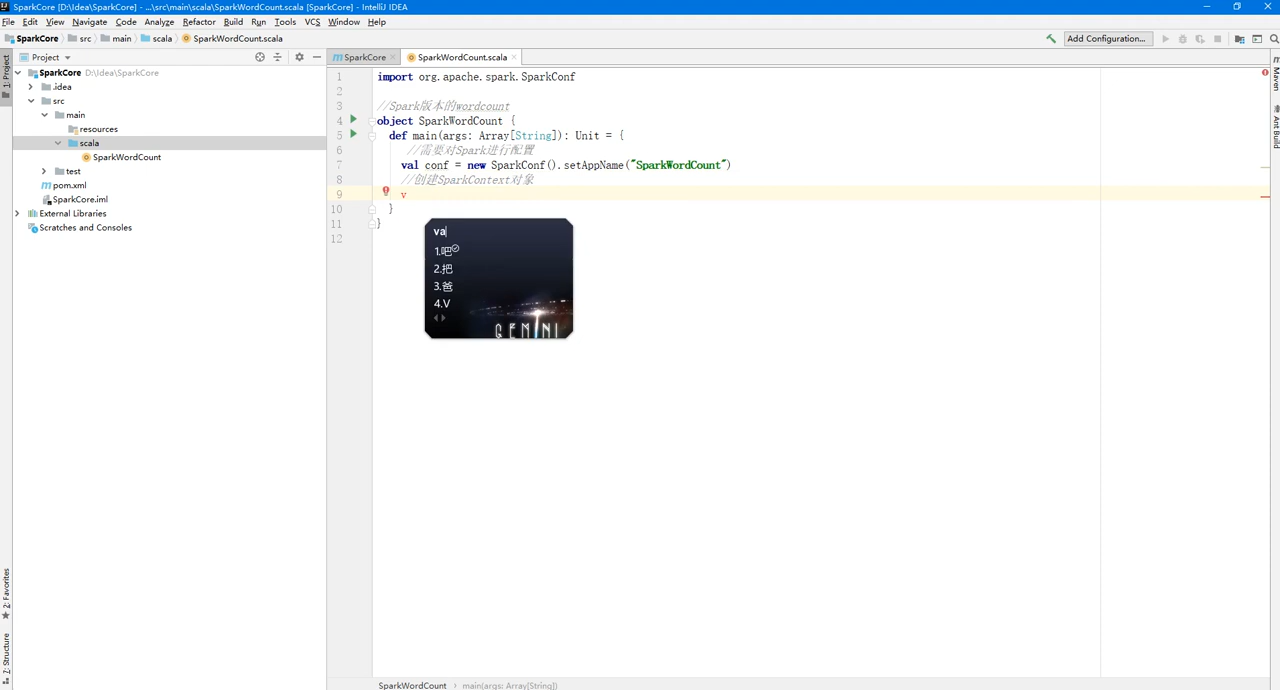 SparkCore [D:\Idea\SparkCore] - ...\src\main\scala\SparkWordCount.scala [SparkCore] - IntelliJ IDEA
File Edit View Navigate Code Analyze Refactor Build Run Tools VCS Window Help
SparkCore src main scala SparkWordCount.scala
Add Configuration...
1: Project
Project
SparkCore D:\Idea\SparkCore
.idea
src
main
resources
scala
SparkWordCount
test
pom.xml
SparkCore.iml
External Libraries
Scratches and Consoles
2: Favorites
7: Structure
SparkCore
SparkWordCount.scala
1 import org.apache.spark.SparkConf
2
3 //Spark版本的wordcount
4 object SparkWordCount {
5 def main(args: Array[String]): Unit = {
6 //需要对Spark进行配置
7 val conf = new SparkConf().setAppName("SparkWordCount")
8 //创建SparkContext对象
9 v
10 }
11 }
12
va
1.吧
2.把
3.爸
4.V
GEMINI
SparkWordCount main(args: Array[String])
Maven
Ant Build